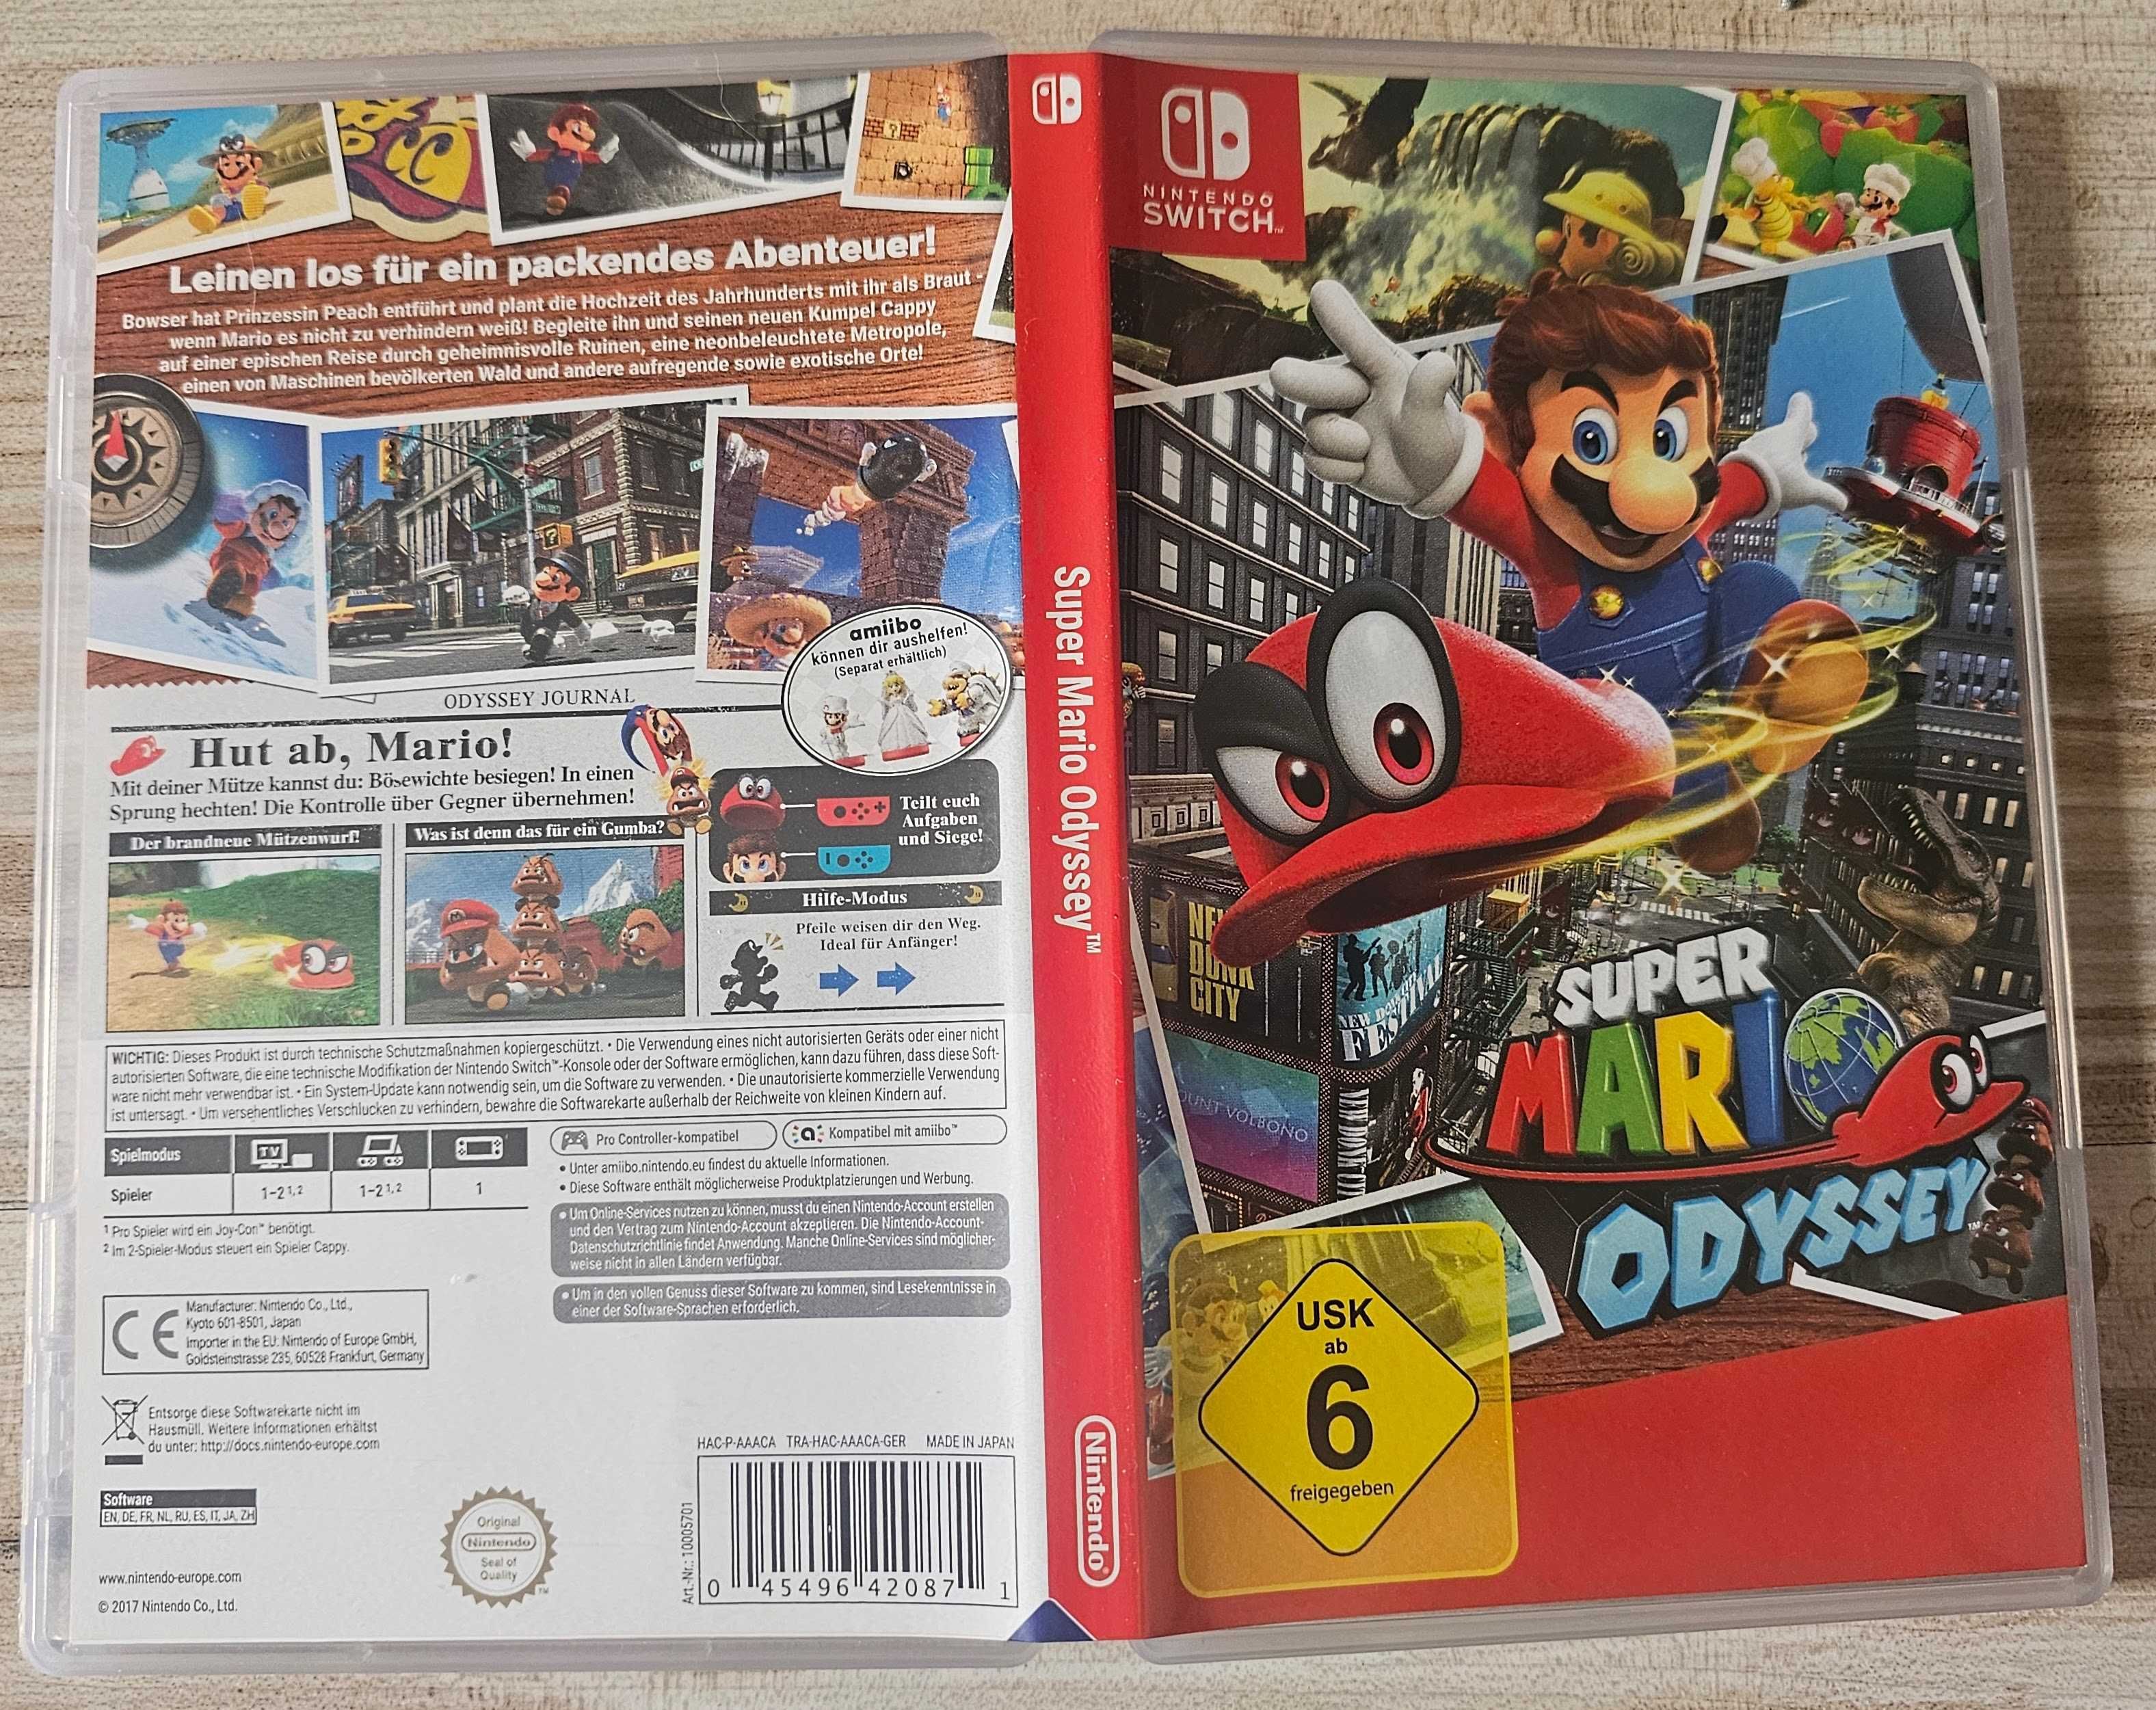 Leinen los für ein packendes Abenteuer!
Bowser hat Prinzessin Peach entführt und plant die Hochzeit des Jahrhunderts mit ihr als Braut -
wenn Mario es nicht zu verhindern weiß! Begleite ihn und seinen neuen Kumpel Cappy
auf einer epischen Reise durch geheimnisvolle Ruinen, eine neonbeleuchtete Metropole,
einen von Maschinen bevölkerten Wald und andere aufregende sowie exotische Orte!
amiibo
können dir aushelfen!
(Separat erhältlich)
ODYSSEY JOURNAL
Hut ab, Mario!
Mit deiner Mütze kannst du: Bösewichte besiegen! In einen
Sprung hechten! Die Kontrolle über Gegner übernehmen!
Der brandneue Mützenwurf!
Was ist denn das für ein Gumba?
Teilt euch
Aufgaben
und Siege!
Hilfe-Modus
Pfeile weisen dir den Weg.
Ideal für Anfänger!
WICHTIG: Dieses Produkt ist durch technische Schutzmaßnahmen kopiergeschützt. • Die Verwendung eines nicht autorisierten Geräts oder einer nicht
autorisierten Software, die eine technische Modifikation der Nintendo Switch™-Konsole oder der Software ermöglichen, kann dazu führen, dass diese Soft-
ware nicht mehr verwendbar ist. • Ein System-Update kann notwendig sein, um die Software zu verwenden. • Die unautorisierte kommerzielle Verwendung
ist untersagt. • Um versehentliches Verschlucken zu verhindern, bewahre die Softwarekarte außerhalb der Reichweite von kleinen Kindern auf.
Spielmodus TV
Spieler 1-2 1,2 1-2 1,2 1
1 Pro Spieler wird ein Joy-Con™ benötigt.
2 Im 2-Spieler-Modus steuert ein Spieler Cappy.
Pro Controller-kompatibel
Kompatibel mit amiibo™
• Unter amiibo.nintendo.eu findest du aktuelle Informationen.
• Diese Software enthält möglicherweise Produktplatzierungen und Werbung.
• Um Online-Services nutzen zu können, musst du einen Nintendo-Account erstellen
und den Vertrag zum Nintendo-Account akzeptieren. Die Nintendo-Account-
Datenschutzrichtlinie findet Anwendung. Manche Online-Services sind möglicher-
weise nicht in allen Ländern verfügbar.
• Um in den vollen Genuss dieser Software zu kommen, sind Lesekenntnisse in
einer der Software-Sprachen erforderlich.
CE
Manufacturer: Nintendo Co., Ltd.,
Kyoto 601-8501, Japan
Importer in the EU: Nintendo of Europe GmbH,
Goldsteinstrasse 235, 60528 Frankfurt, Germany
Entsorge diese Softwarekarte nicht im
Hausmüll. Weitere Informationen erhältst
du unter: http://docs.nintendo-europe.com
Software
EN, DE, FR, NL, RU, ES, IT, JA, ZH
www.nintendo-europe.com
© 2017 Nintendo Co., Ltd.
Original
Nintendo
Seal of
Quality
TM
HAC-P-AAACA TRA-HAC-AAACA-GER MADE IN JAPAN
Art.-Nr.: 10005701
0 45496 42087 1
Super Mario Odyssey™
Nintendo®
NINTENDO
SWITCH™
NEW
DONK
CITY
NEW DONK
FESTIVAL
MOUNT VOLBONO
SUPER
MARIO
ODYSSEY™
USK
ab
6
freigegeben